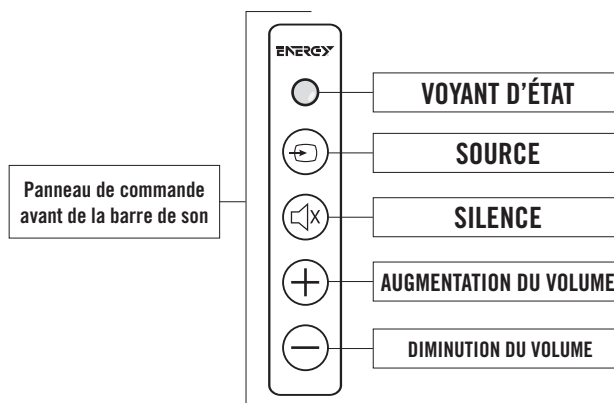 ENERGY
VOYANT D'ÉTAT
SOURCE
Panneau de commande
avant de la barre de son
SILENCE
AUGMENTATION DU VOLUME
DIMINUTION DU VOLUME